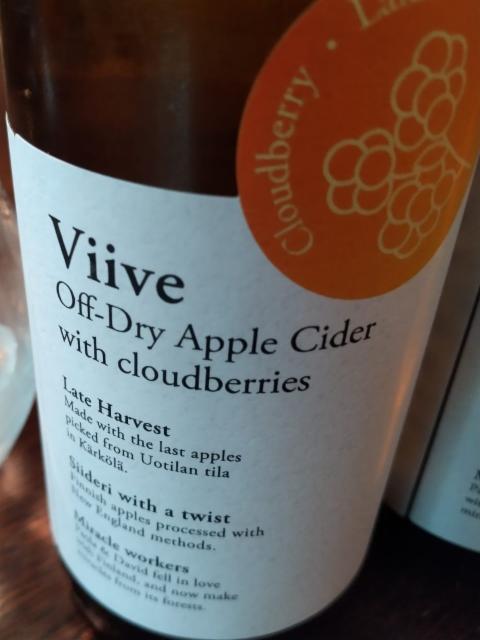 Cloudberry •
Viive
Off-Dry Apple Cider
with cloudberries
Late Harvest
Made with the last apples
picked from Uotilan tila
in Kärkölä.
Siideri with a twist
Finnish apples processed with
New England methods.
Miracle workers
& David fell in love
with Finland, and now make
miracles from its forests.